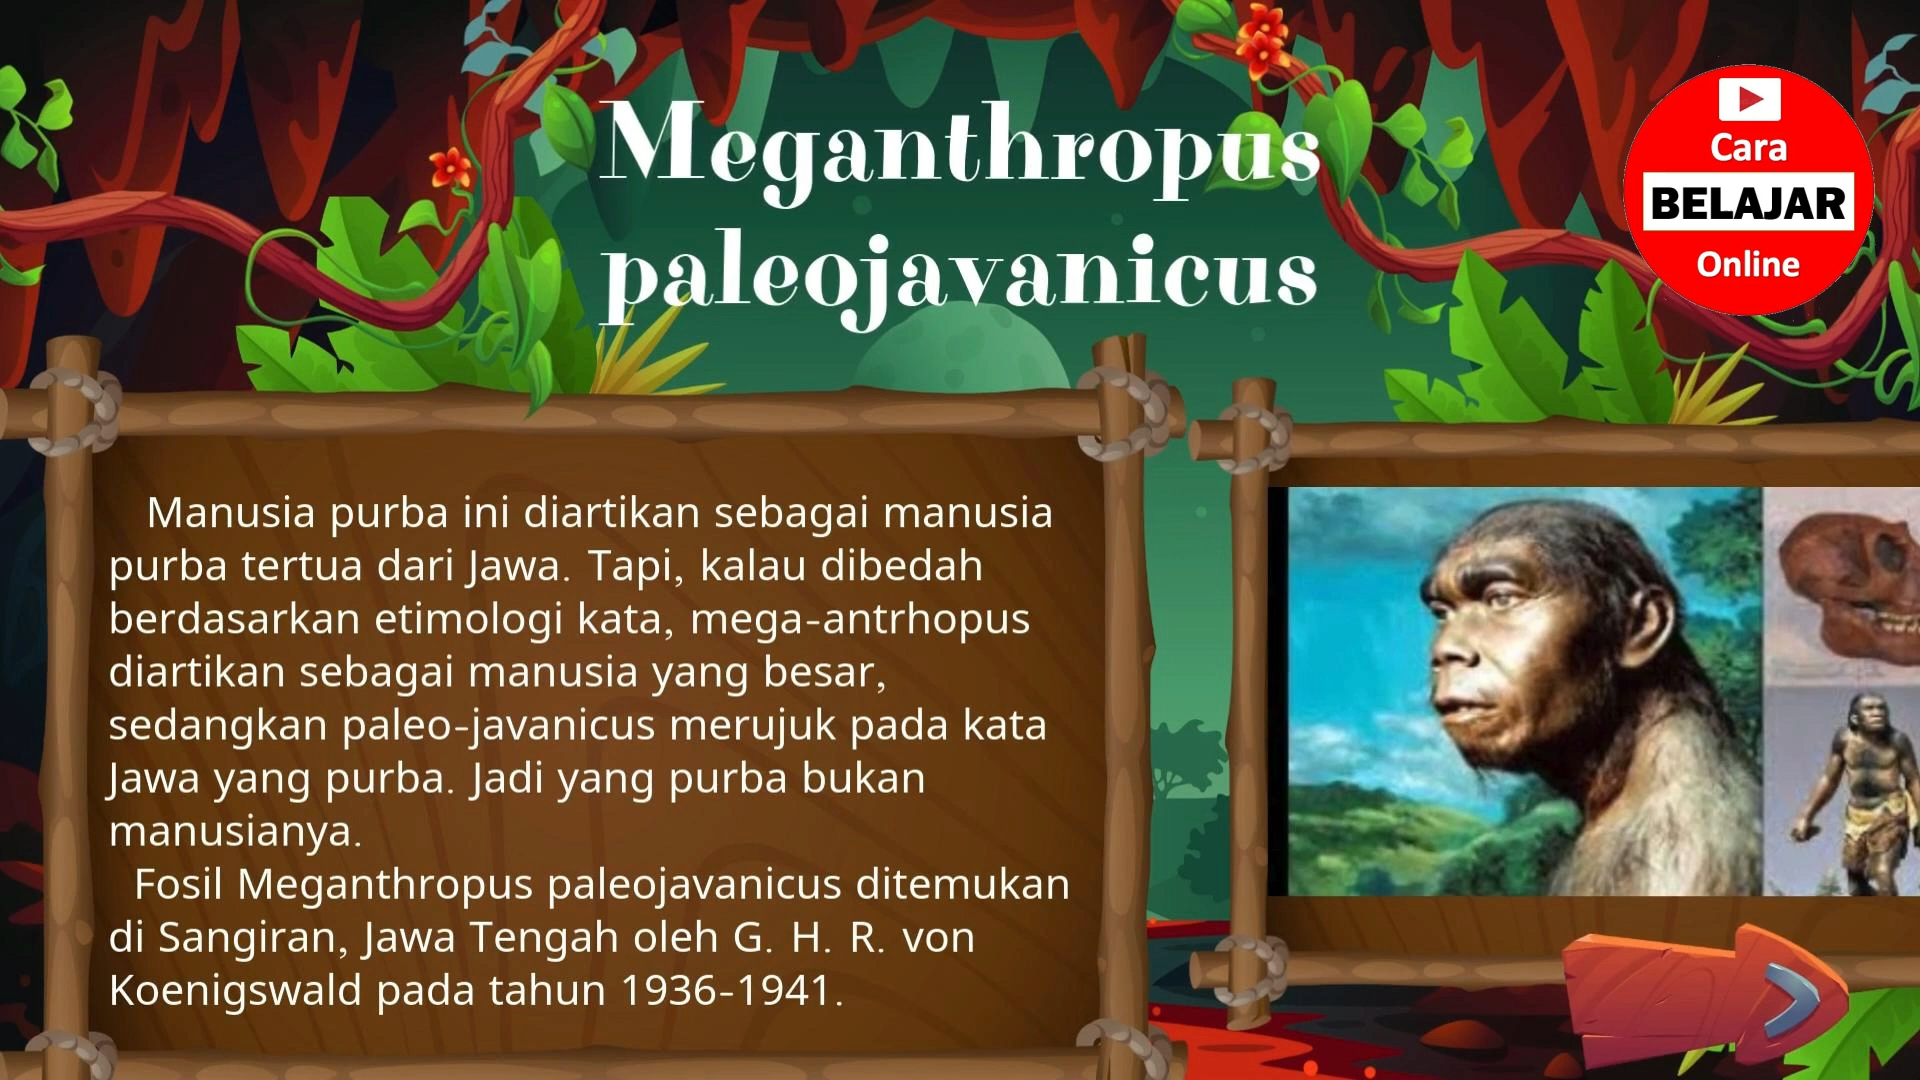 Meganthropus
paleojavanicus
Cara
BELAJAR
Online
Manusia purba ini diartikan sebagai manusia
purba tertua dari Jawa. Tapi, kalau dibedah
berdasarkan etimologi kata, mega-antrhopus
diartikan sebagai manusia yang besar,
sedangkan paleo-javanicus merujuk pada kata
Jawa yang purba. Jadi yang purba bukan
manusianya.
Fosil Meganthropus paleojavanicus ditemukan
di Sangiran, Jawa Tengah oleh G. H. R. von
Koenigswald pada tahun 1936-1941.